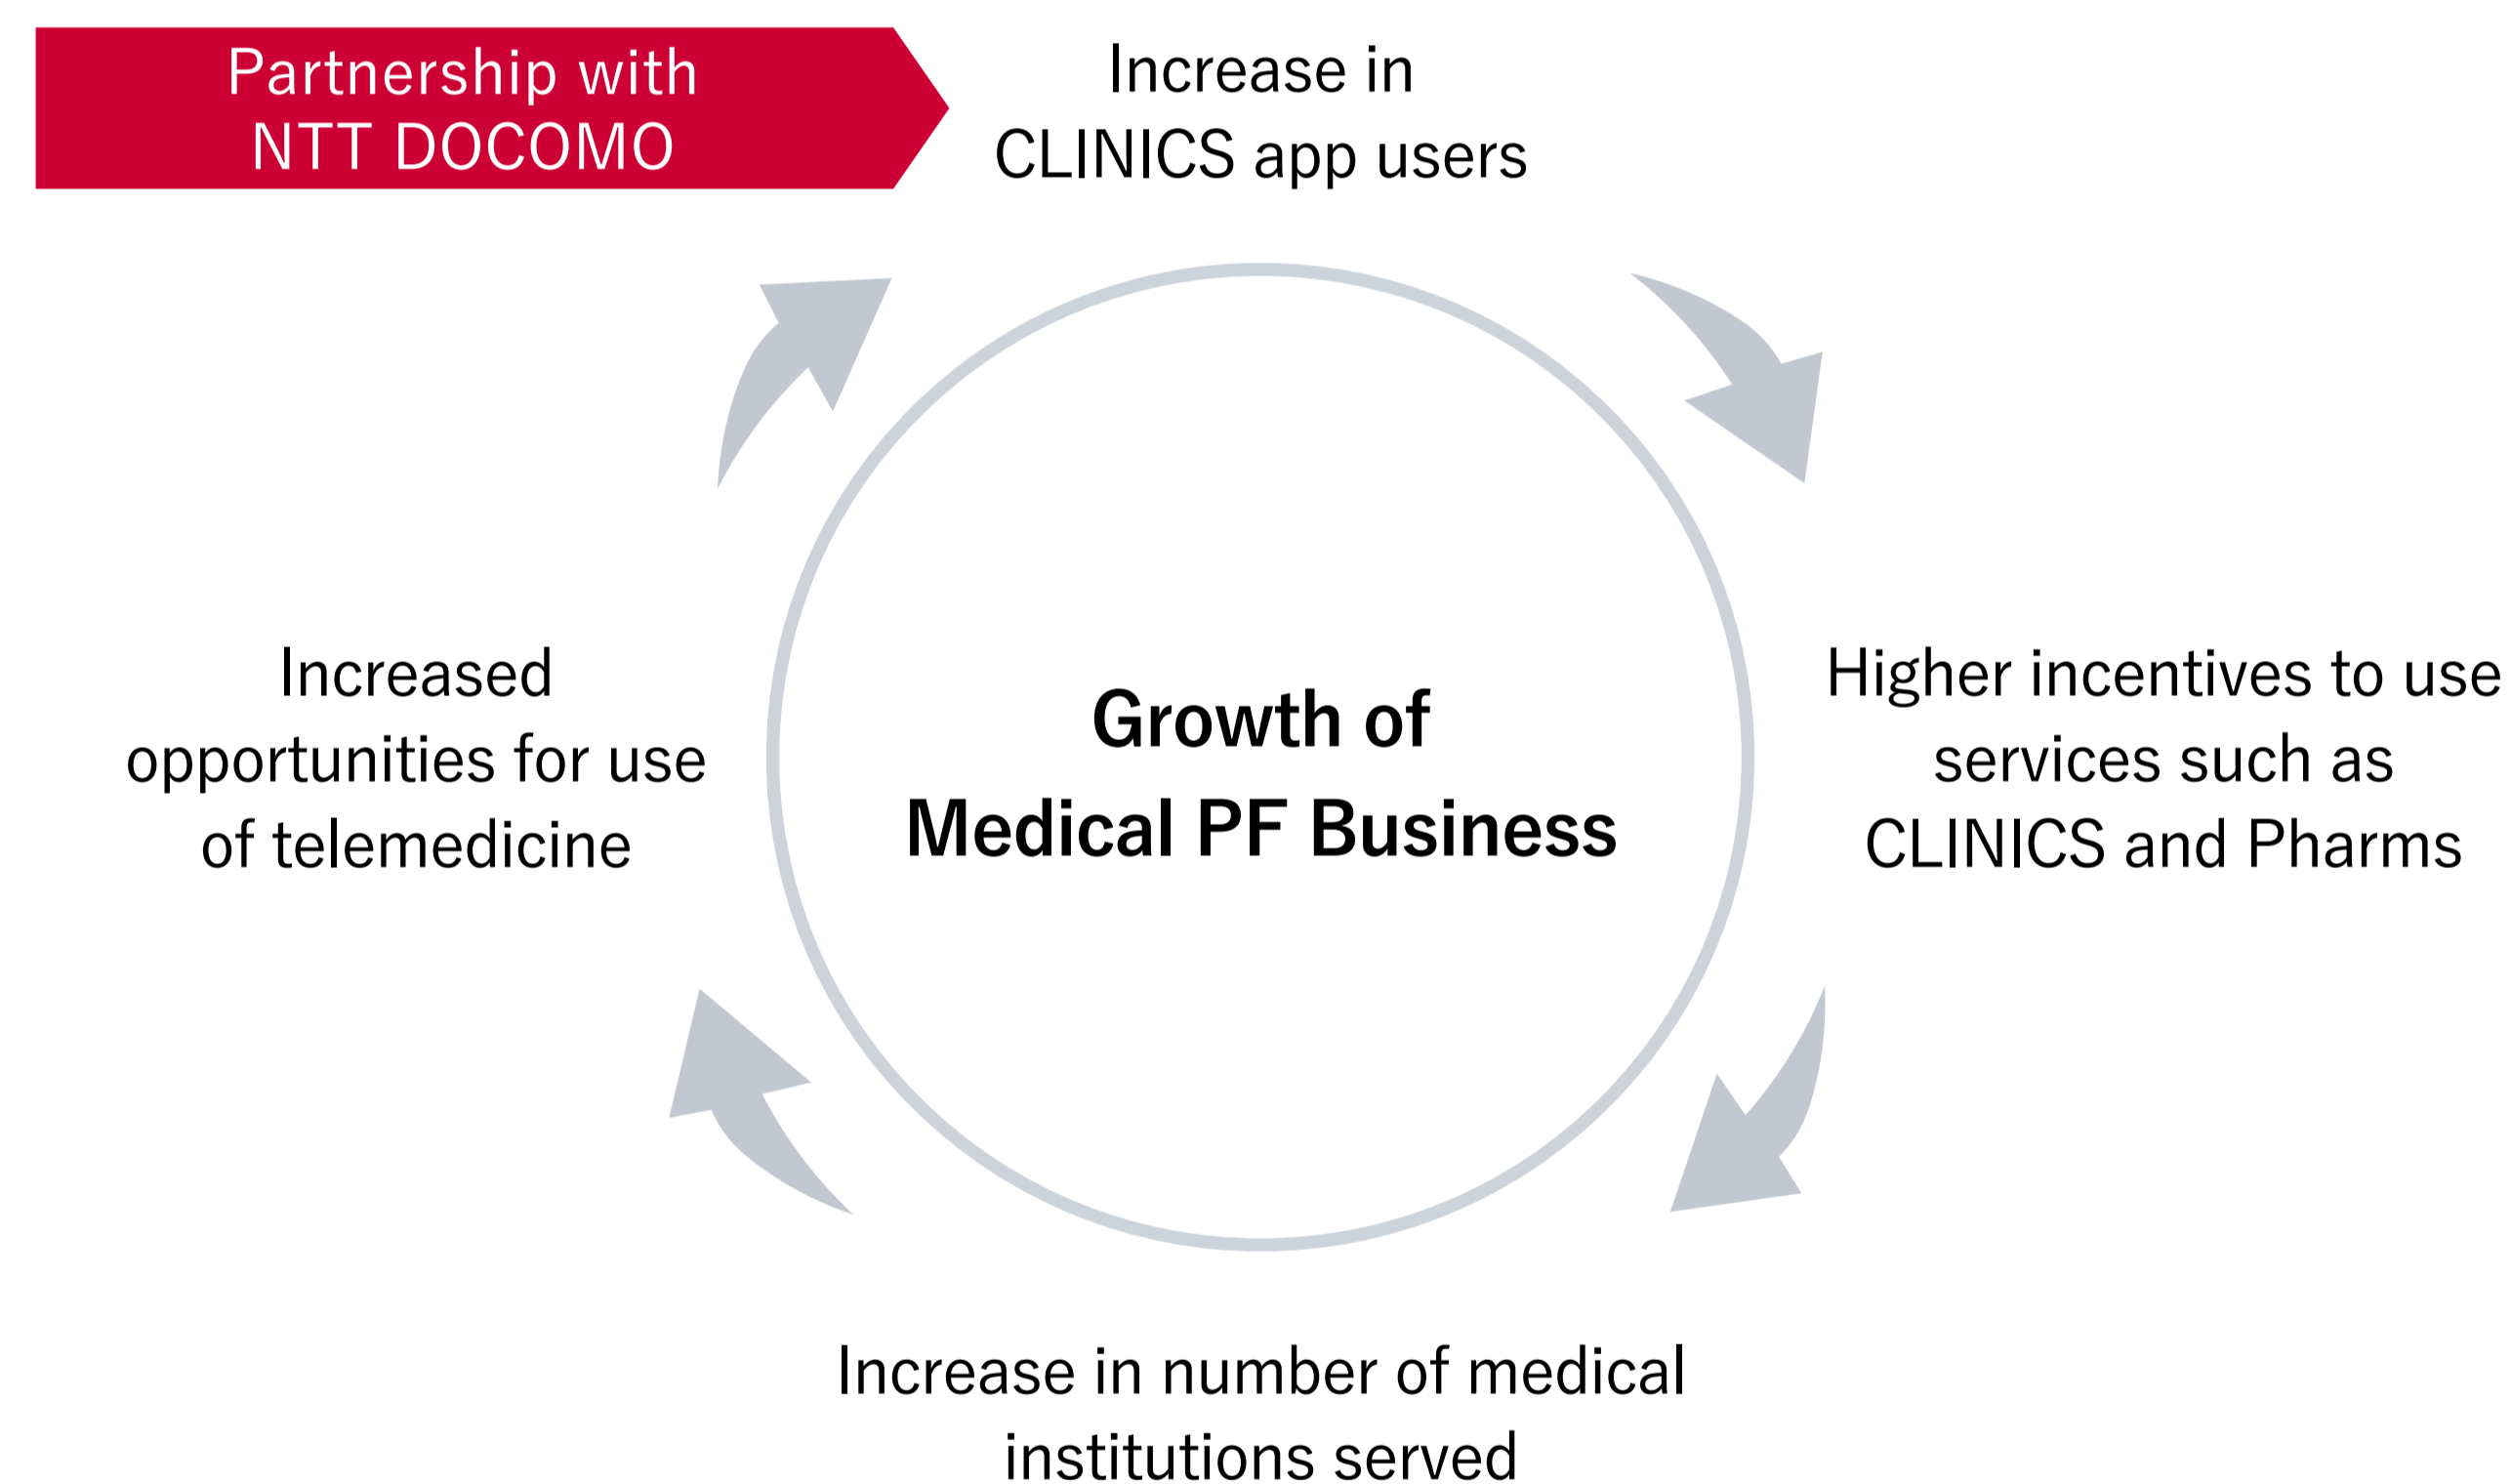 Partnership with
NTT DOCOMO
Increase in
CLINICS app users
Increased
opportunities for use
of telemedicine
Growth of
Medical PF Business
Higher incentives to use
services such as
CLINICS and Pharms
Increase in number of medical
institutions served